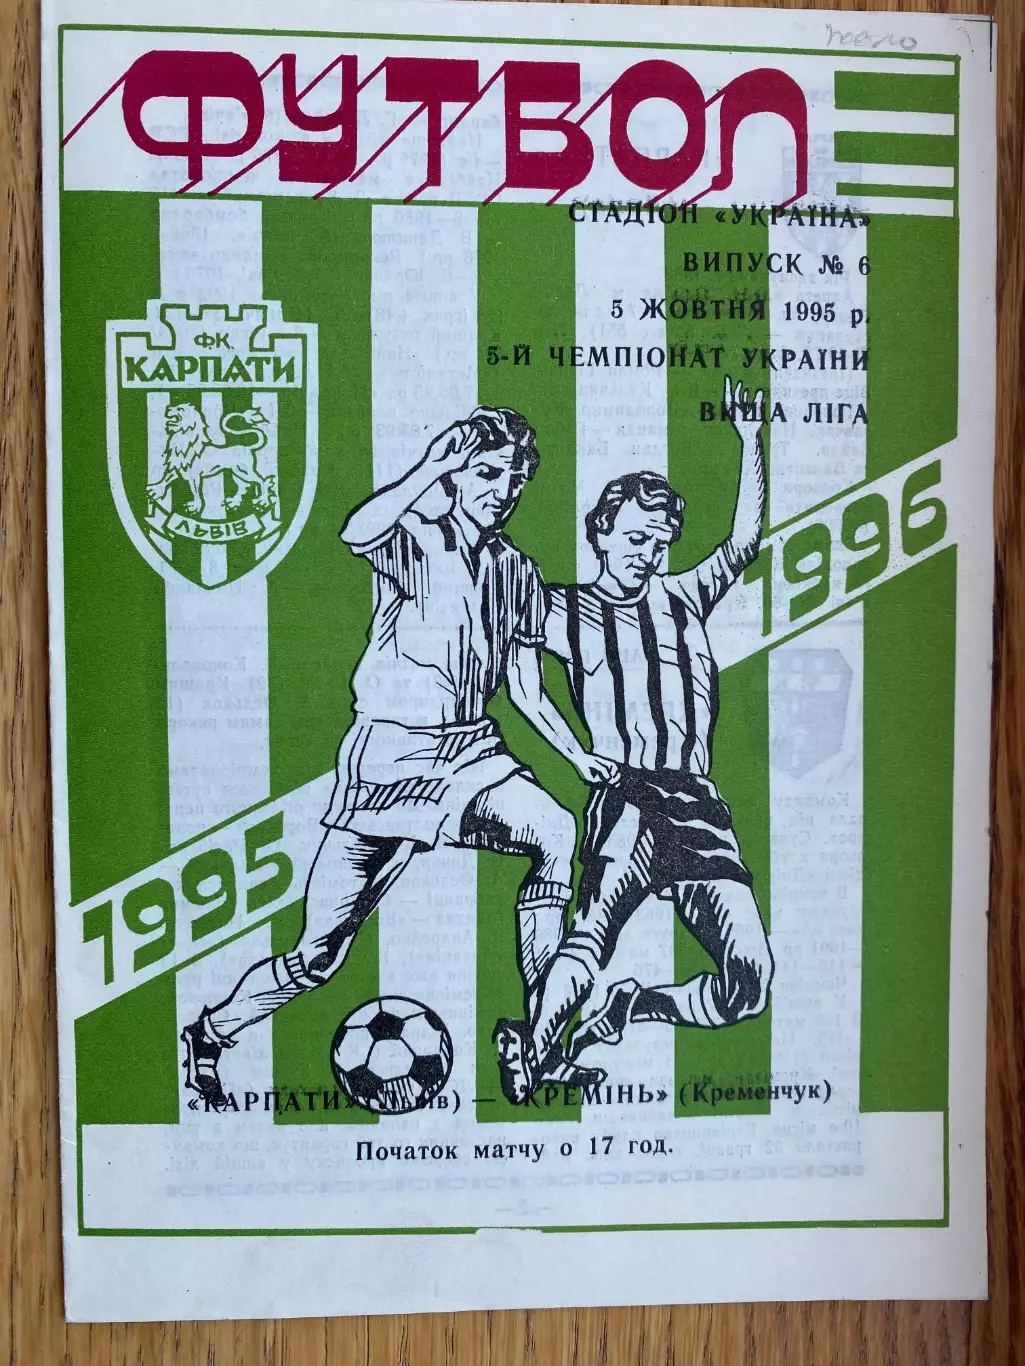 ФУТБОЛ
СТАДІОН «УКРАЇНА»
ВИПУСК № 6
5 ЖОВТНЯ 1995 р.
5-Й ЧЕМПІОНАТ УКРАЇНИ
ВИЩА ЛІГА
Ф.К.
КАРПАТИ
ЛЬВІВ
1996
1995
«КАРПАТИ» (Львів) — «КРЕМІНЬ» (Кременчук)
Початок матчу о 17 год.